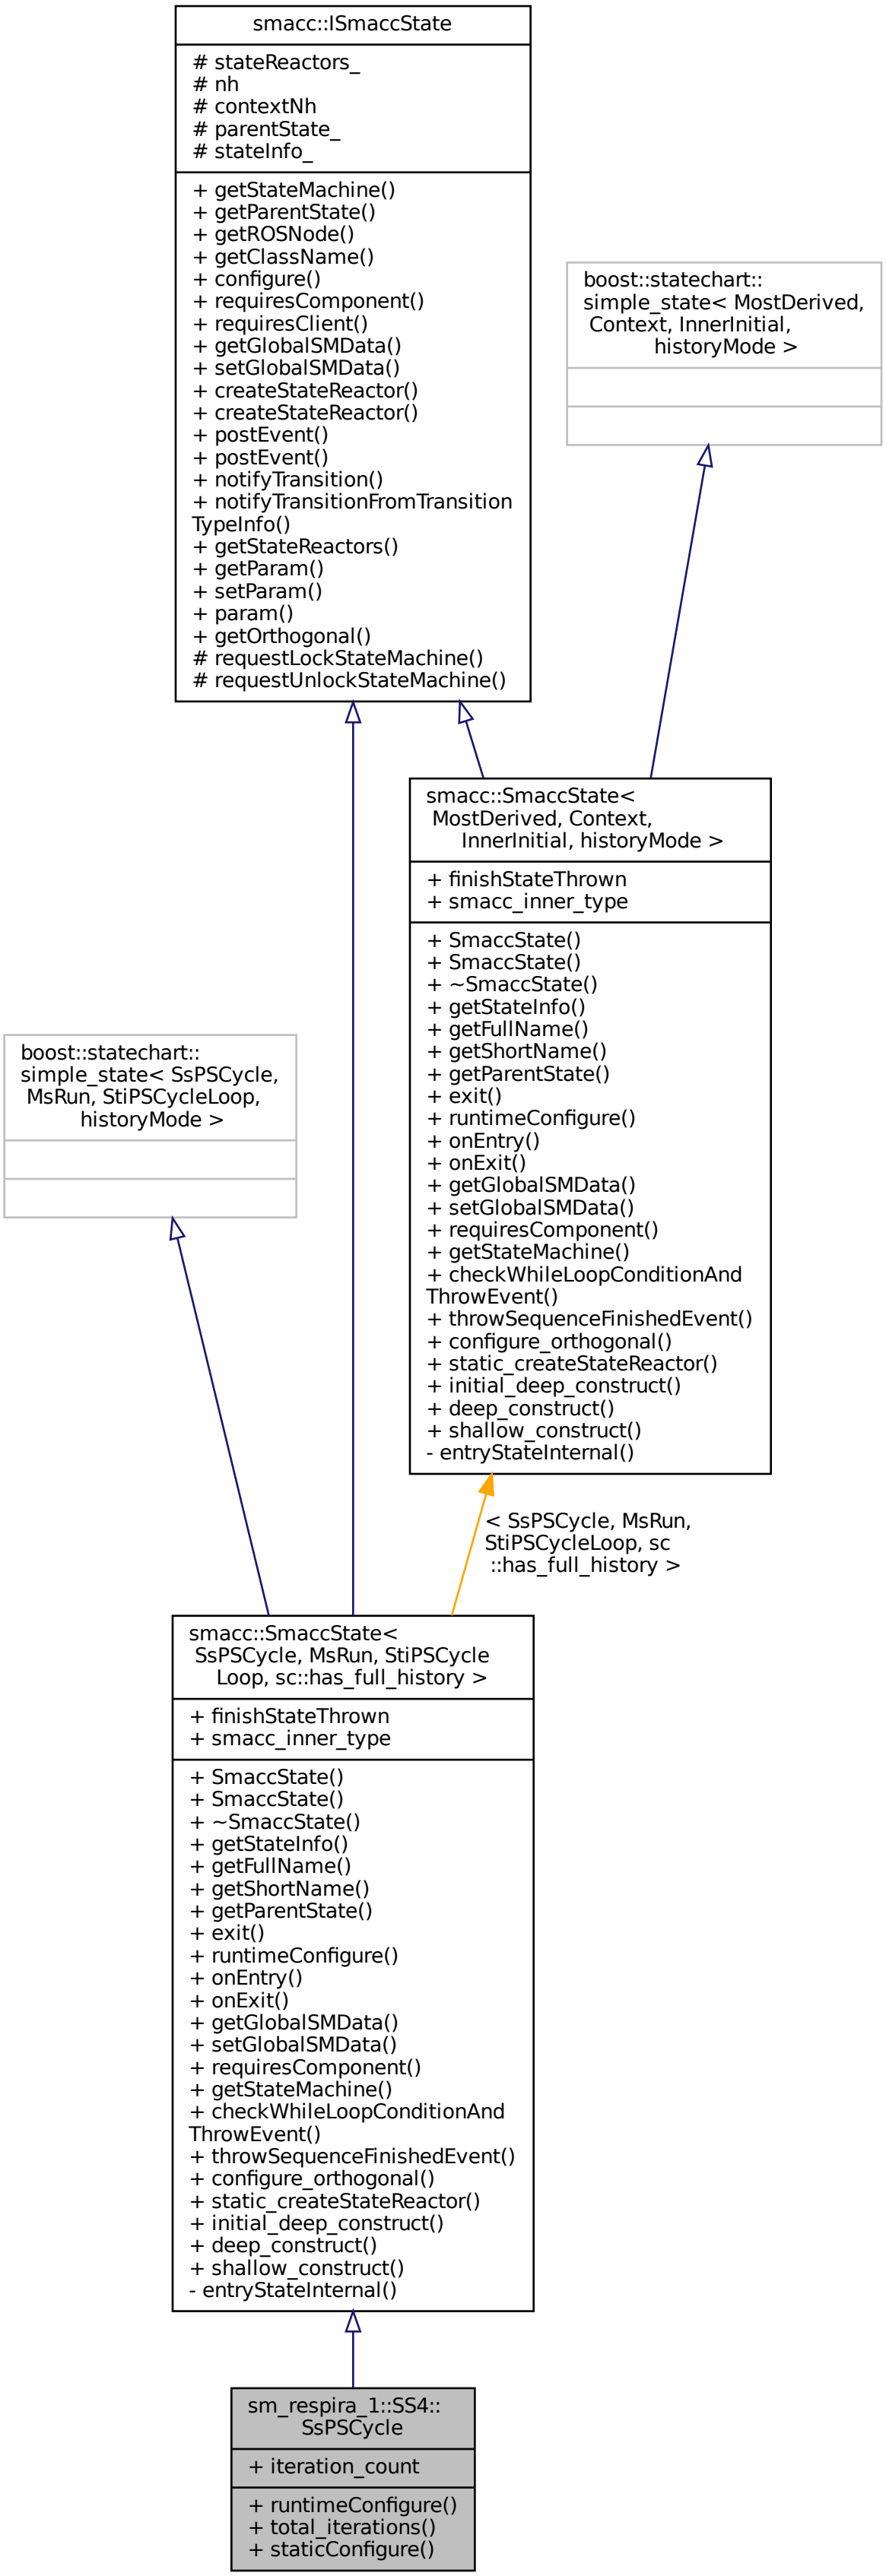 smacc::ISmaccState
# stateReactors_
# nh
# contextNh
# parentState_
# stateInfo_
+ getStateMachine()
+ getParentState()
+ getROSNode()
+ getClassName()
+ configure()
+ requiresComponent()
+ requiresClient()
+ getGlobalSMData()
+ setGlobalSMData()
+ createStateReactor()
+ createStateReactor()
+ postEvent()
+ postEvent()
+ notifyTransition()
+ notifyTransitionFromTransition
TypeInfo()
+ getStateReactors()
+ getParam()
+ setParam()
+ param()
+ getOrthogonal()
# requestLockStateMachine()
# requestUnlockStateMachine()
boost::statechart::
simple_state< MostDerived,
Context, InnerInitial,
historyMode >
smacc::SmaccState<
MostDerived, Context,
InnerInitial, historyMode >
+ finishStateThrown
+ smacc_inner_type
+ SmaccState()
+ SmaccState()
+ ~SmaccState()
+ getStateInfo()
+ getFullName()
+ getShortName()
+ getParentState()
+ exit()
+ runtimeConfigure()
+ onEntry()
+ onExit()
+ getGlobalSMData()
+ setGlobalSMData()
+ requiresComponent()
+ getStateMachine()
+ checkWhileLoopConditionAnd
ThrowEvent()
+ throwSequenceFinishedEvent()
+ configure_orthogonal()
+ static_createStateReactor()
+ initial_deep_construct()
+ deep_construct()
+ shallow_construct()
- entryStateInternal()
boost::statechart::
simple_state< SsPSCycle,
MsRun, StiPSCycleLoop,
historyMode >
< SsPSCycle, MsRun,
StiPSCycleLoop, sc
::has_full_history >
smacc::SmaccState<
SsPSCycle, MsRun, StiPSCycle
Loop, sc::has_full_history >
+ finishStateThrown
+ smacc_inner_type
+ SmaccState()
+ SmaccState()
+ ~SmaccState()
+ getStateInfo()
+ getFullName()
+ getShortName()
+ getParentState()
+ exit()
+ runtimeConfigure()
+ onEntry()
+ onExit()
+ getGlobalSMData()
+ setGlobalSMData()
+ requiresComponent()
+ getStateMachine()
+ checkWhileLoopConditionAnd
ThrowEvent()
+ throwSequenceFinishedEvent()
+ configure_orthogonal()
+ static_createStateReactor()
+ initial_deep_construct()
+ deep_construct()
+ shallow_construct()
- entryStateInternal()
sm_respira_1::SS4::
SsPSCycle
+ iteration_count
+ runtimeConfigure()
+ total_iterations()
+ staticConfigure()